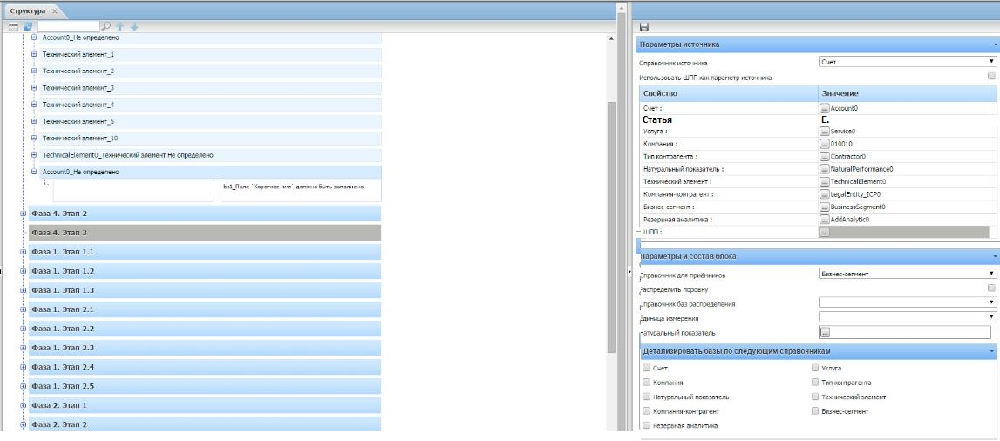 Структура
Account0_Не определено
Технический элемент_1
Технический элемент_2
Технический элемент_3
Технический элемент_4
Технический элемент_5
Технический элемент_10
TechnicalElement0_Технический элемент Не определено
Account0_Не определено
bs1_Поле `Короткое имя` должно быть заполнено
Фаза 4. Этап 2
Фаза 4. Этап 3
Фаза 1. Этап 1.1
Фаза 1. Этап 1.2
Фаза 1. Этап 1.3
Фаза 1. Этап 2.1
Фаза 1. Этап 2.2
Фаза 1. Этап 2.3
Фаза 1. Этап 2.4
Фаза 1. Этап 2.5
Фаза 2. Этап 1
Фаза 2. Этап 2
Параметры источника
Справочник источника Счет
Использовать ШПП как параметр источника
Свойство Значение
Счет : ... Account0
Статья Е.
Услуга : ... Service0
Компания : ... 010010
Тип контрагента : ... Contractor0
Натуральный показатель : ... NaturalPerformance0
Технический элемент : ... TechnicalElement0
Компания-контрагент : ... LegalEntity_ICP0
Бизнес-сегмент : ... BusinessSegment0
Резервная аналитика : ... AddAnalytic0
ШПП : ...
Параметры и состав блока
Справочник для приёмников Бизнес-сегмент
Распределить поровну
Справочник баз распределения
Единица измерения
Натуральный показатель ...
Детализировать базы по следующим справочникам
Счет Услуга
Компания Тип контрагента
Натуральный показатель Технический элемент
Компания-контрагент Бизнес-сегмент
Резервная аналитика